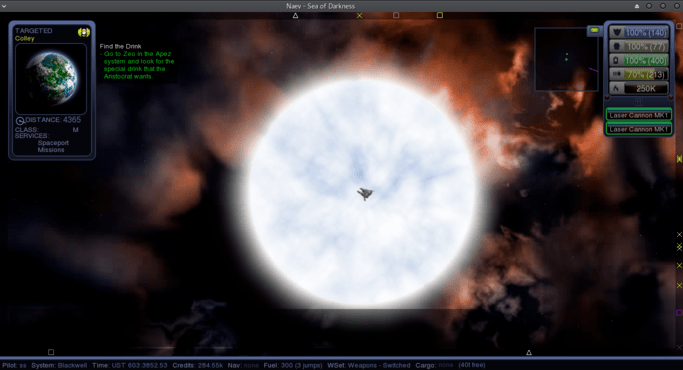 Naev - Sea of Darkness
TARGETED
Colley
DISTANCE: 4365
CLASS: M
SERVICES:
Spaceport
Missions
Find the Drink
- Go to Zeo in the Apez
system and look for the
special drink that the
Aristocrat wants.
100% (140)
100% (77)
100% (400)
70% (213)
250K
Laser Cannon MK1
Laser Cannon MK1
Pilot: ss System: Blackwell Time: UST 603:3852.53 Credits: 284.55k Nav: none Fuel: 300 (3 jumps) WSet: Weapons - Switched Cargo: none (40t free)